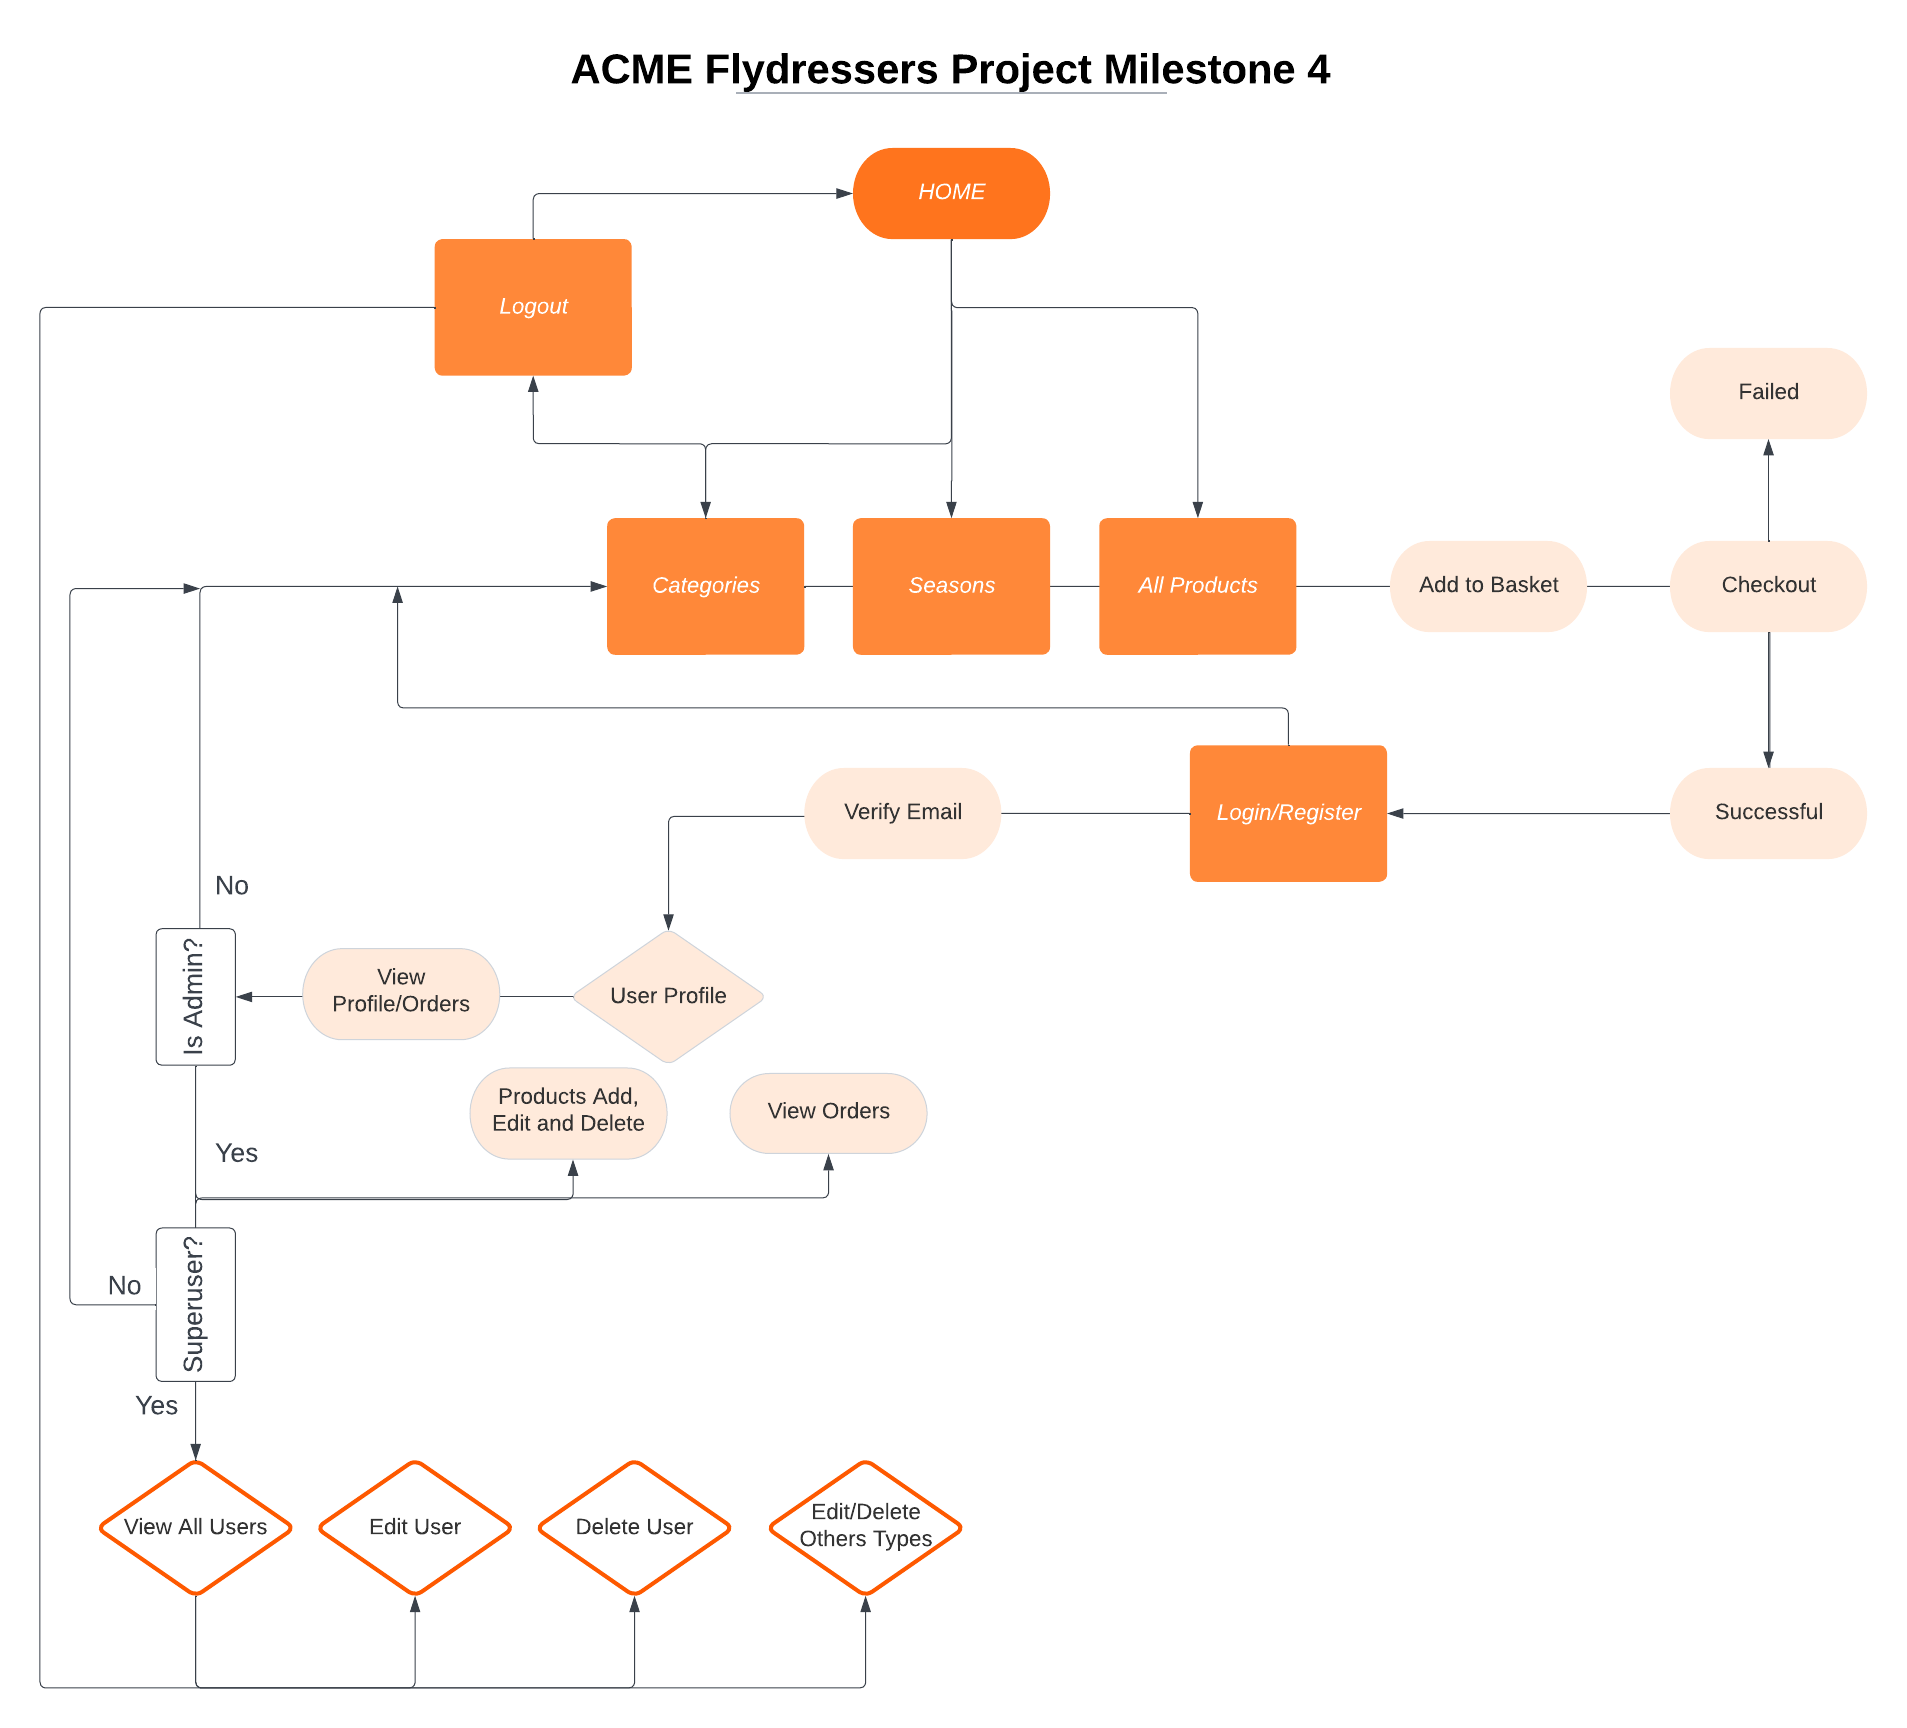 ACME Flydressers Project Milestone 4
HOME
Logout
Failed
Categories
Seasons
All Products
Add to Basket
Checkout
Verify Email
Login/Register
Successful
No
Is Admin?
View
Profile/Orders
User Profile
Products Add,
Edit and Delete
View Orders
Yes
Superuser?
No
Yes
View All Users
Edit User
Delete User
Edit/Delete
Others Types